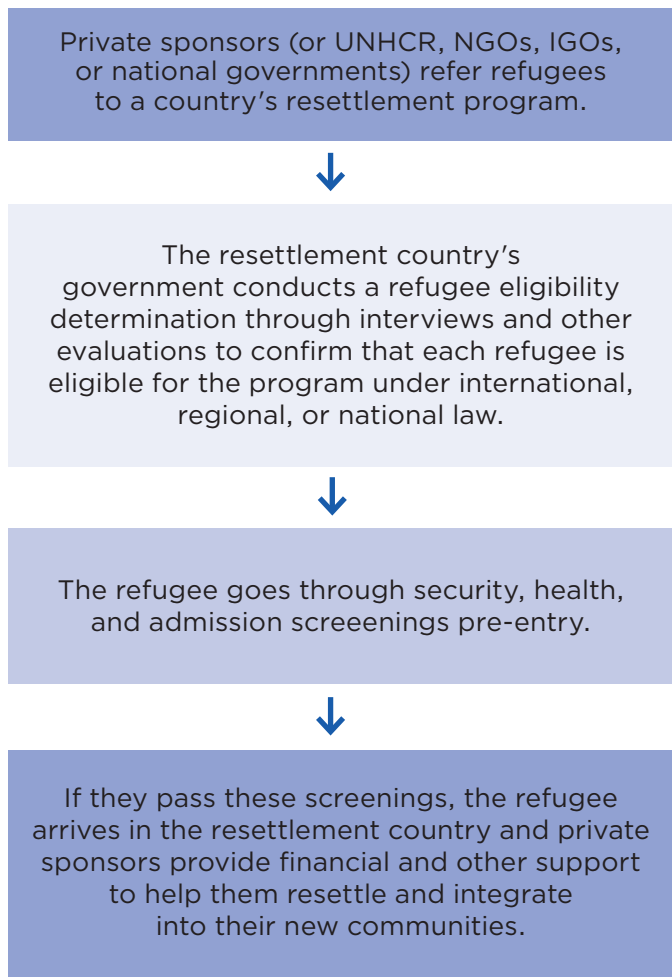 Private sponsors (or UNHCR, NGOs, IGOs,
or national governments) refer refugees
to a country's resettlement program.
The resettlement country's
government conducts a refugee eligibility
determination through interviews and other
evaluations to confirm that each refugee is
eligible for the program under international,
regional, or national law.
The refugee goes through security, health,
and admission screeenings pre-entry.
If they pass these screenings, the refugee
arrives in the resettlement country and private
sponsors provide financial and other support
to help them resettle and integrate
into their new communities.